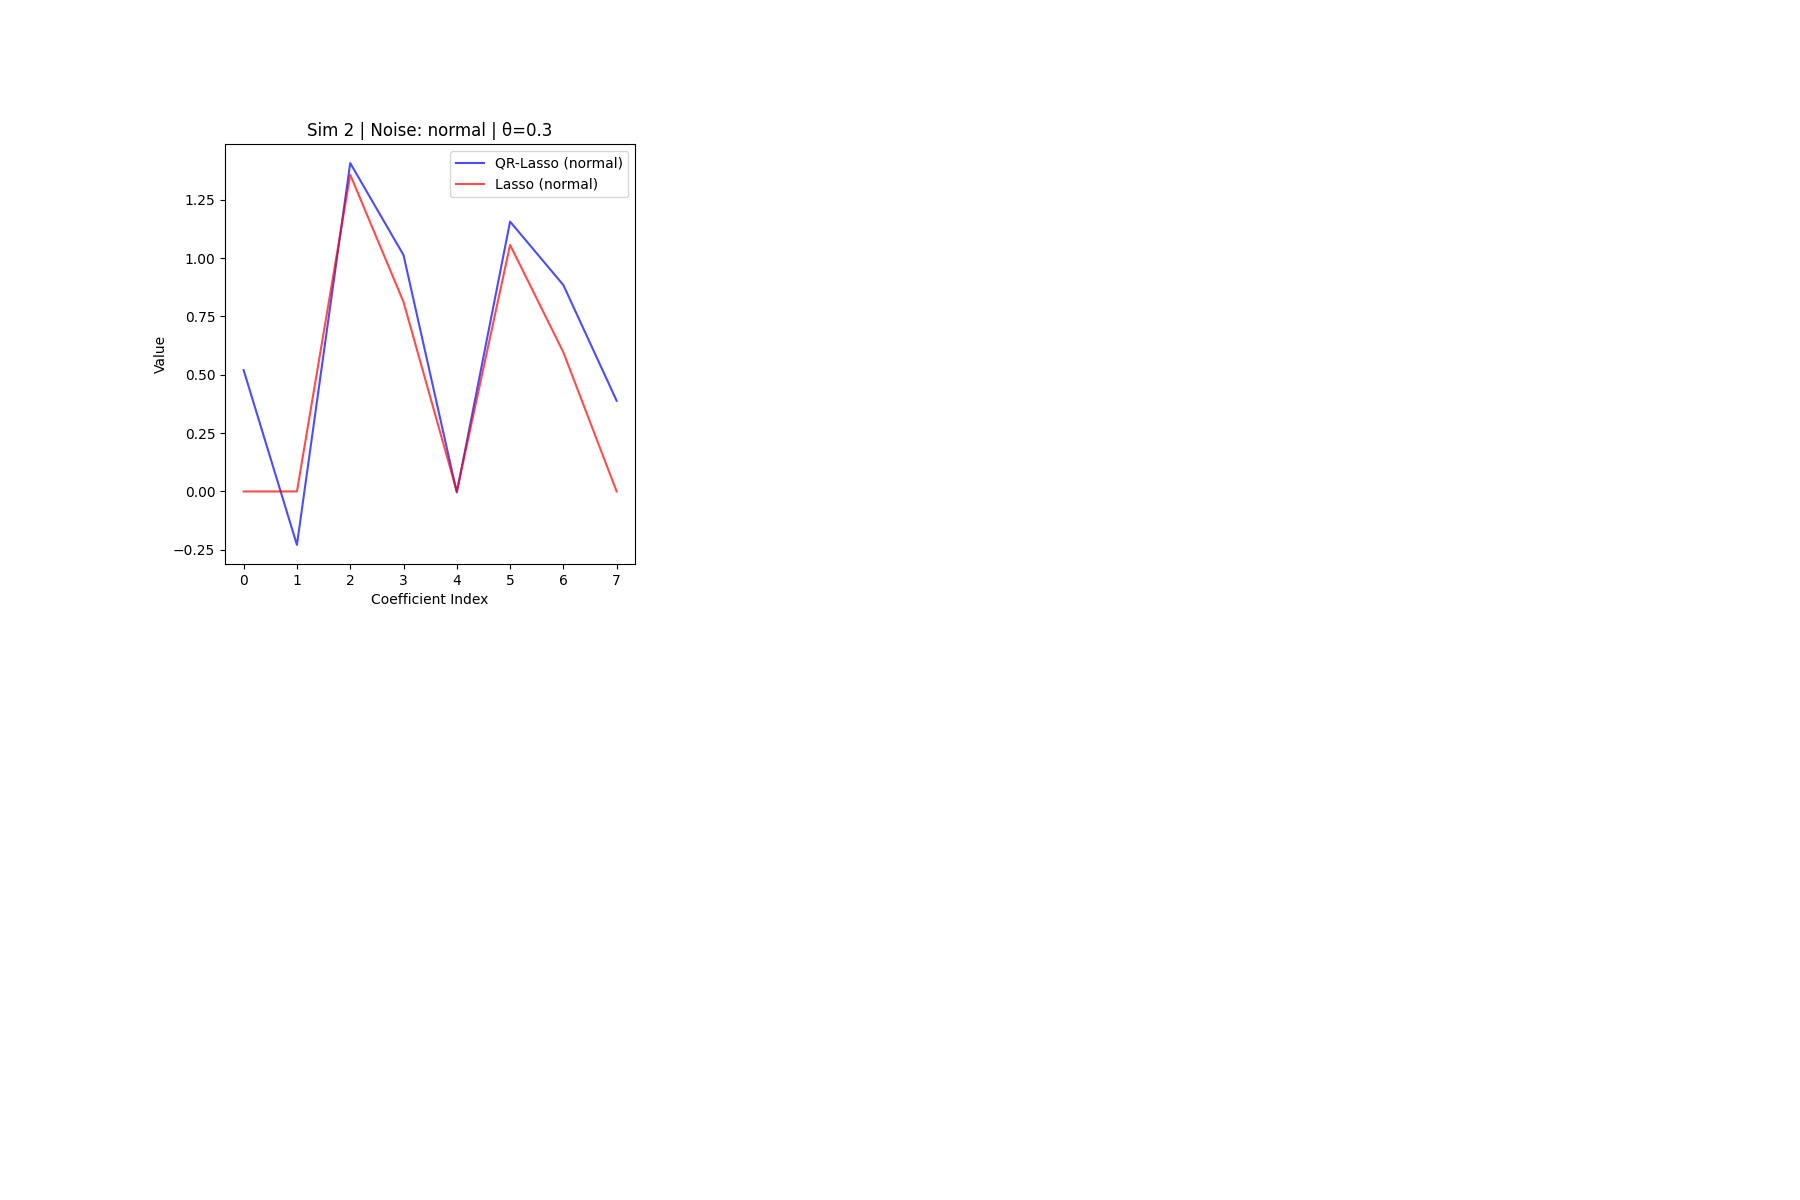 Sim 2 | Noise: normal | θ=0.3
QR-Lasso (normal)
Lasso (normal)
1.25
1.00
0.75
0.50
0.25
0.00
−0.25
Value
0 1 2 3 4 5 6 7
Coefficient Index